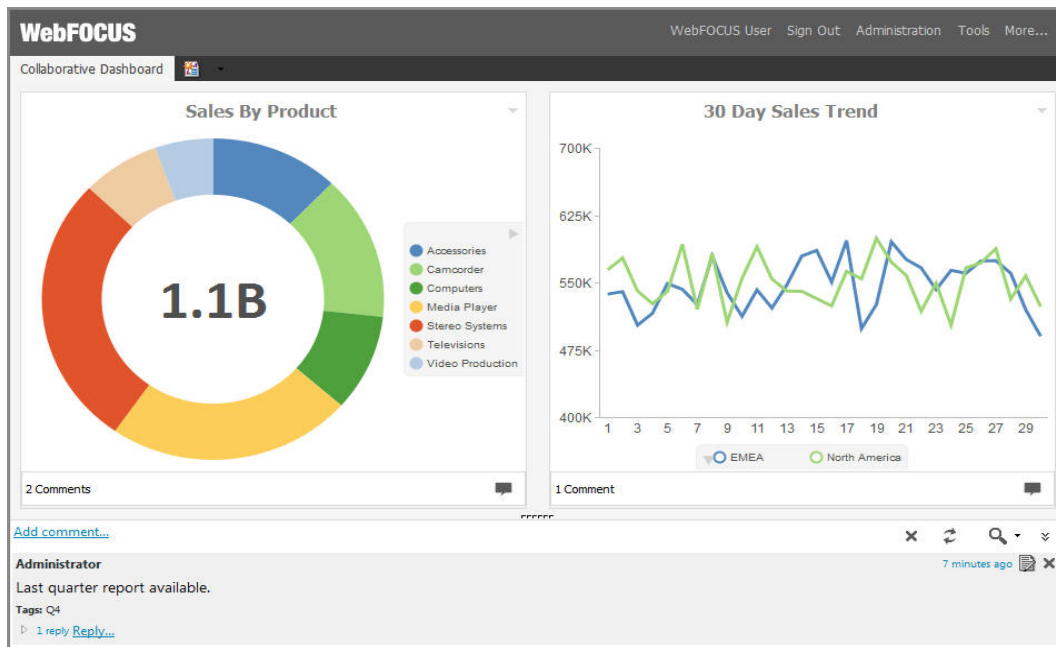 WebFOCUS
WebFOCUS User Sign Out Administration Tools More...
Collaborative Dashboard
Sales By Product
1.1B
Accessories
Camcorder
Computers
Media Player
Stereo Systems
Televisions
Video Production
2 Comments
30 Day Sales Trend
700K
625K
550K
475K
400K
1 3 5 7 9 11 13 15 17 19 21 23 25 27 29
EMEA North America
1 Comment
Add comment...
Administrator 7 minutes ago
Last quarter report available.
Tags: Q4
1 reply Reply...